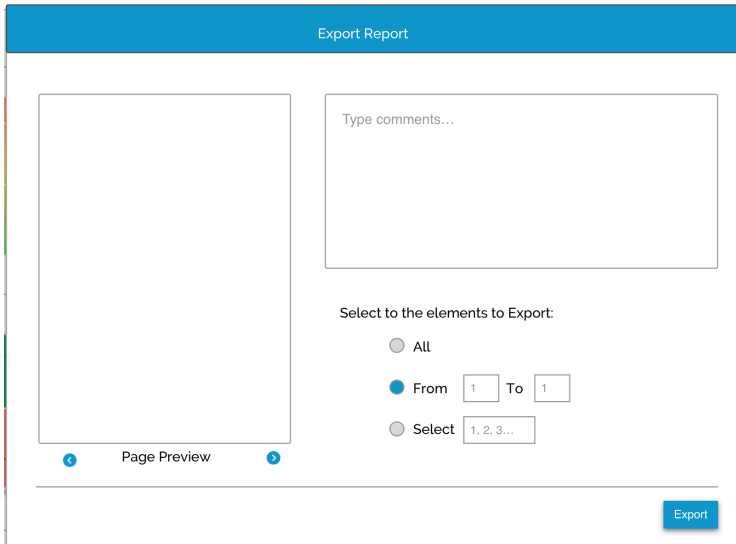 Export Report
Type comments...
Select to the elements to Export:
All
From 1 To 1
Select 1, 2, 3...
Page Preview
Export